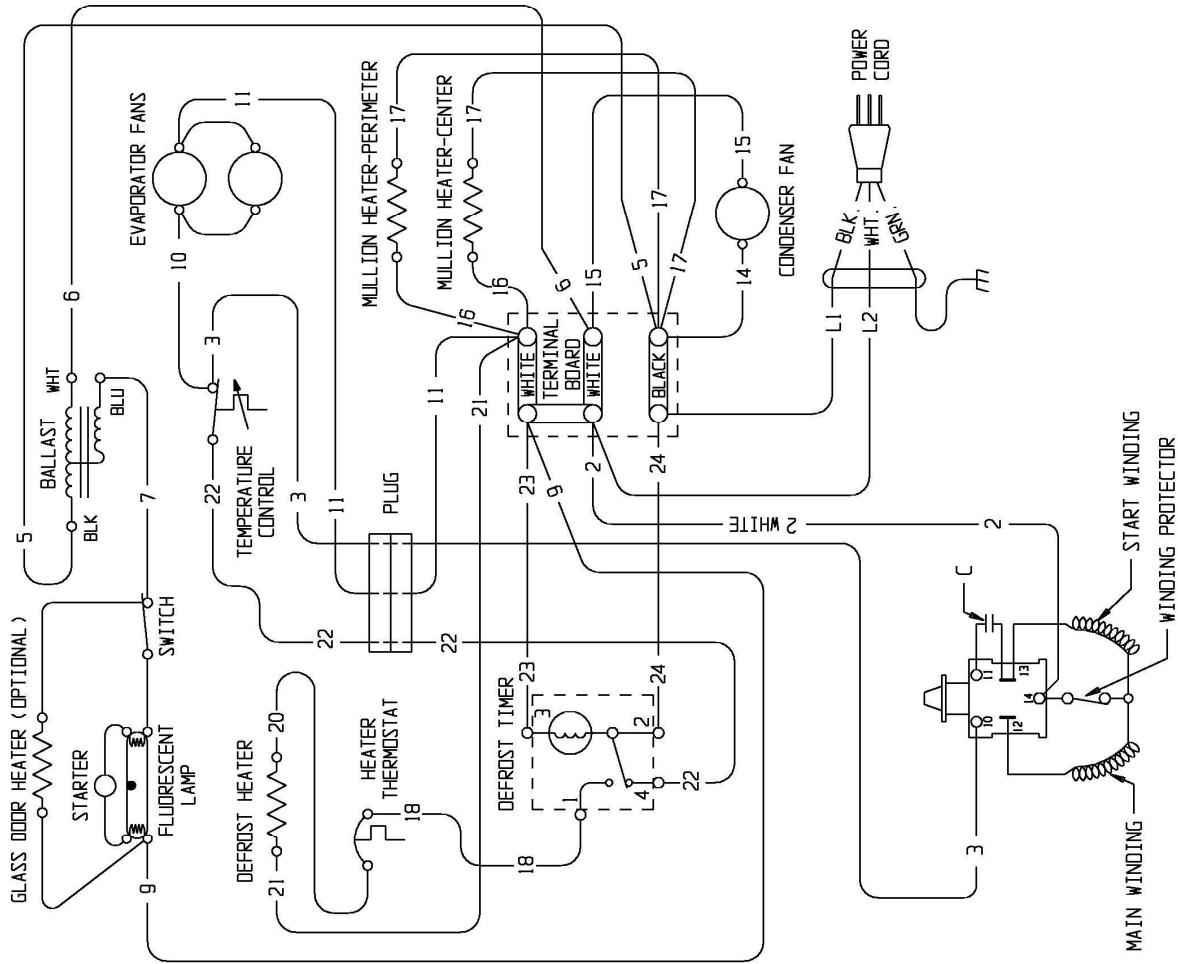 GLASS DOOR HEATER (OPTIONAL)
STARTER
FLUORESCENT
LAMP
9
SWITCH
7
5
BALLAST
BLK
WHT
BLU
6
EVAPORATOR FANS
10
11
TEMPERATURE
CONTROL
22
3
3
11
22
PLUG
22
11
21
DEFROST HEATER
21
20
HEATER
THERMOSTAT
18
18
DEFROST TIMER
3
2
1
4
22
23
24
23
9
2
24
MULLION HEATER-PERIMETER
17
MULLION HEATER-CENTER
17
16
16
6
15
5
17
17
TERMINAL
BOARD
WHITE
WHITE
BLACK
CONDENSER FAN
15
14
POWER
CORD
BLK.
WHT.
GRN.
L1
L2
2 WHITE
2
C
START WINDING
WINDING PROTECTOR
MAIN WINDING
3
10
11
12
13
14